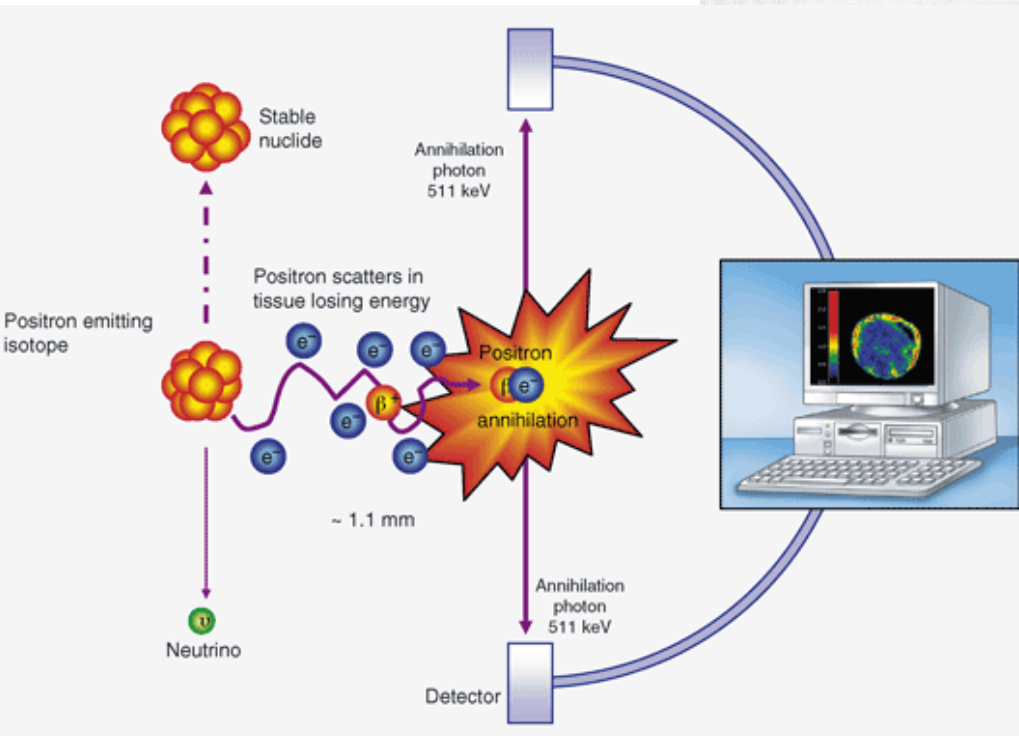 Stable
nuclide
Annihilation
photon
511 keV
Positron scatters in
tissue losing energy
Positron emitting
isotope
e⁻
e⁻
e⁻
Positron
β e⁻
β⁺
e⁻
annihilation
e⁻
e⁻
~ 1.1 mm
Annihilation
photon
511 keV
ν
Neutrino
Detector